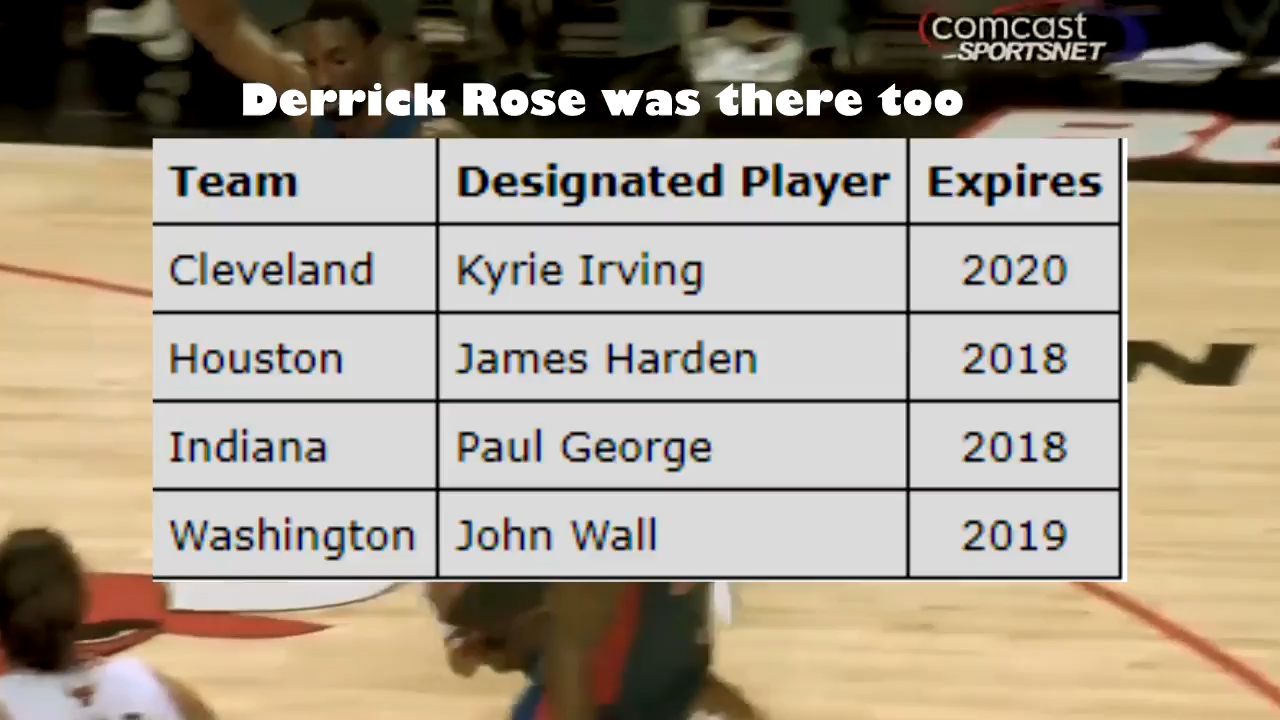 comcast
SPORTSNET
Derrick Rose was there too
Team Designated Player Expires
Cleveland Kyrie Irving 2020
Houston James Harden 2018
Indiana Paul George 2018
Washington John Wall 2019